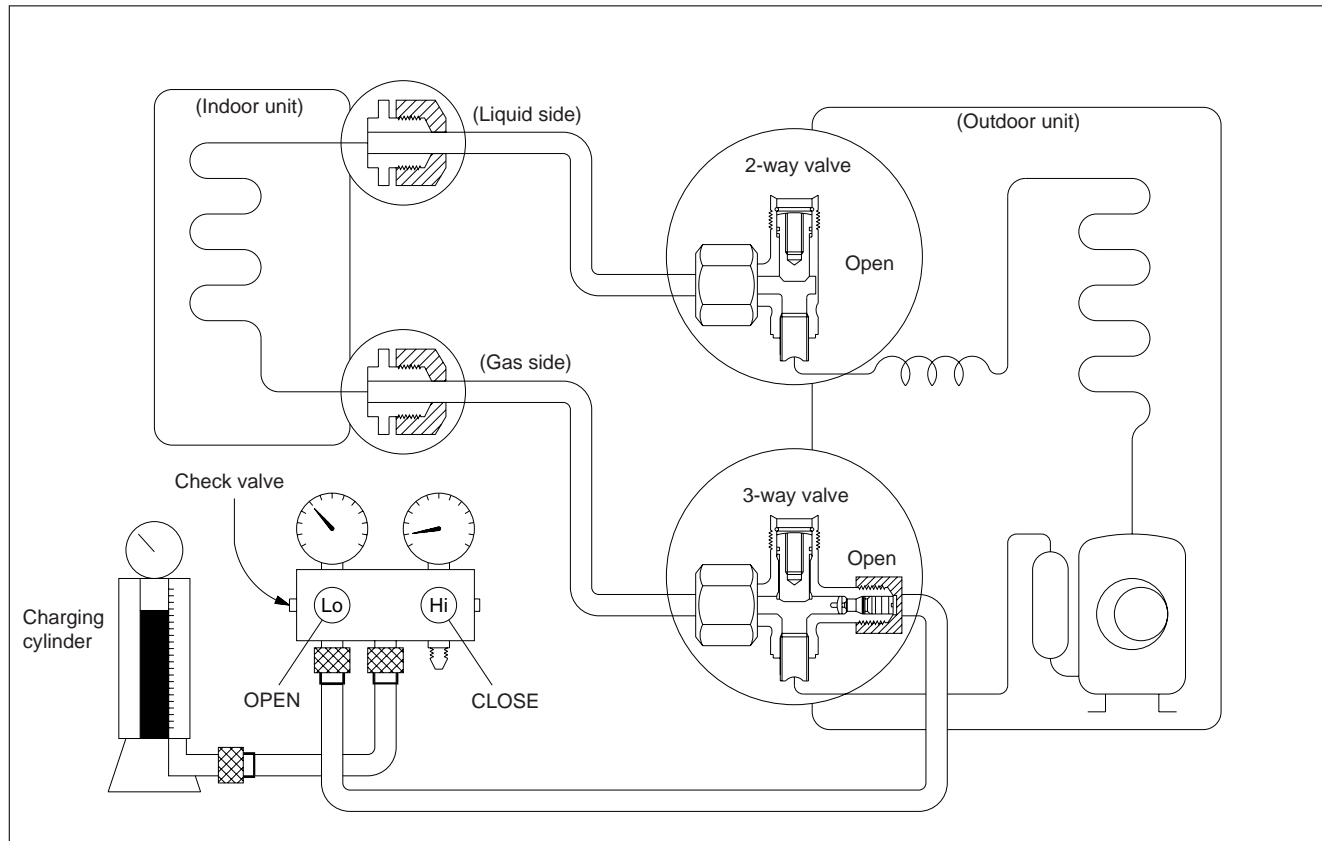 (Indoor unit)
(Liquid side)
(Outdoor unit)
2-way valve
Open
(Gas side)
Check valve
3-way valve
Open
Lo
Hi
Charging
cylinder
OPEN
CLOSE